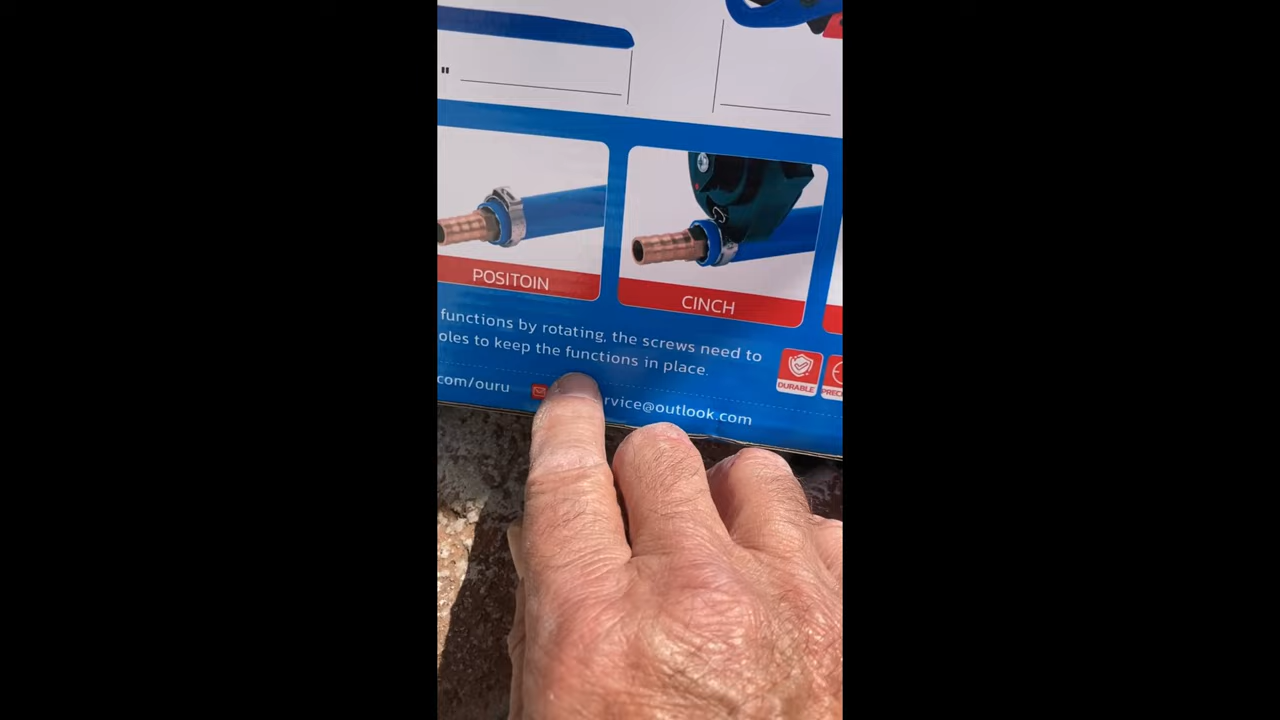 "
POSITOIN
CINCH
functions by rotating, the screws need to
oles to keep the functions in place.
DURABLE
PREC
com/ouru
rvice@outlook.com